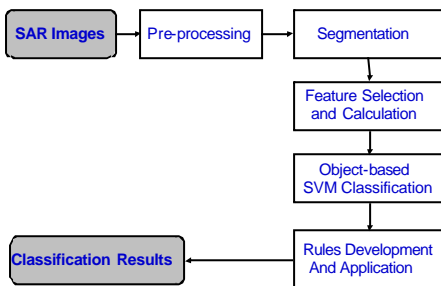 SAR Images
Pre-processing
Segmentation
Feature Selection
and Calculation
Object-based
SVM Classification
Rules Development
And Application
Classification Results